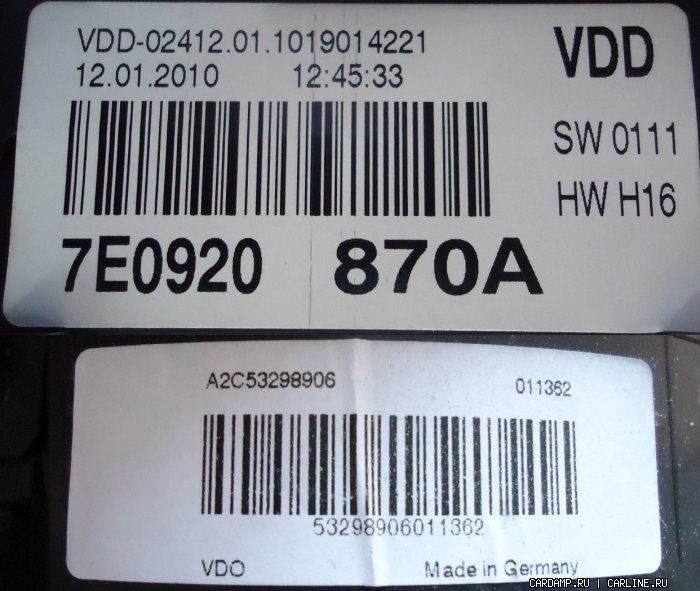 VDD-02412.01.1019014221
12.01.2010 12:45:33
VDD
SW 0111
HW H16
7E0920 870A
A2C53298906 011362
53298906011362
VDO Made in Germany
CARDAMP.RU | CARLINE.RU